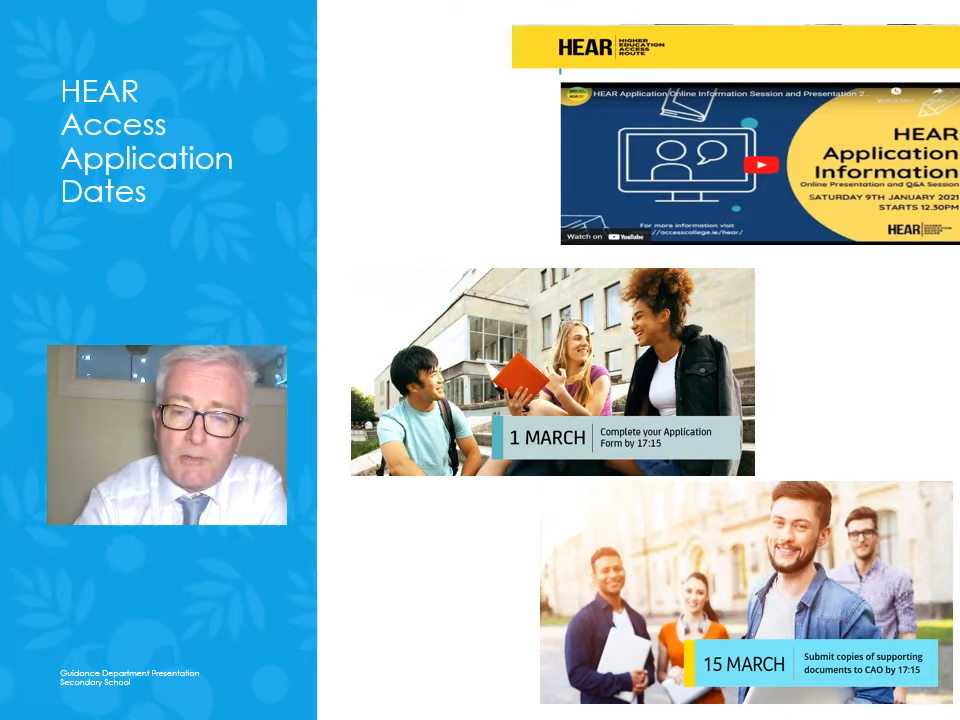 HEAR
Access
Application
Dates
Guidance Department Presentation
Secondary School
HEAR
HIGHER
EDUCATION
ACCESS
ROUTE
HEAR Application Online Information Session and Presentation 2...
Watch later
Share
HEAR
Application
Information
Online Presentation and Q&A Session
SATURDAY 9TH JANUARY 2021
STARTS 12.30PM
For more information visit
//accesscollege.ie/hear/
Watch on YouTube
HEAR
1 MARCH
Complete your Application
Form by 17:15
15 MARCH
Submit copies of supporting
documents to CAO by 17:15